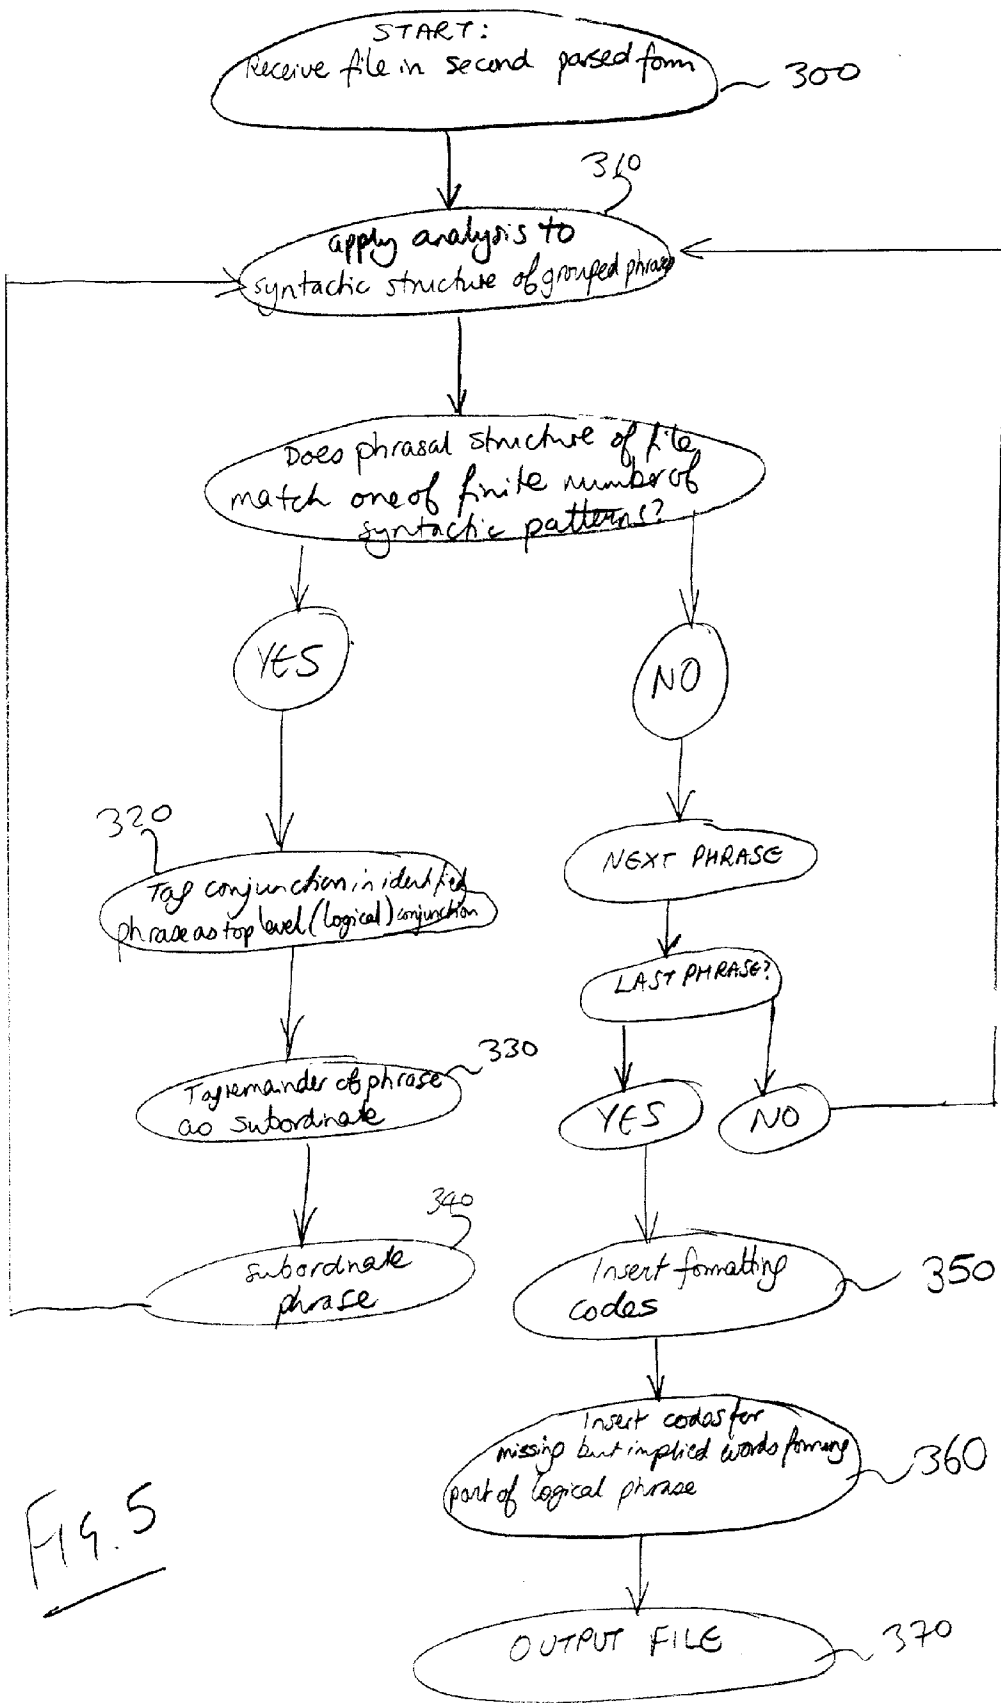 START:
Receive file in second parsed form
300
310
apply analysis to
syntactic structure of grouped phrase
Does phrasal structure of file
match one of finite number of
syntactic patterns?
YES
NO
320
Tag conjunction in identified
phrase as top level (logical) conjunction
NEXT PHRASE
LAST PHRASE?
330
Tag remainder of phrase
as subordinate
YES
NO
340
subordinate
phrase
Insert formatting
codes
350
Insert codes for
missing but implied words forming
part of logical phrase
360
FIG. 5
OUTPUT FILE
370